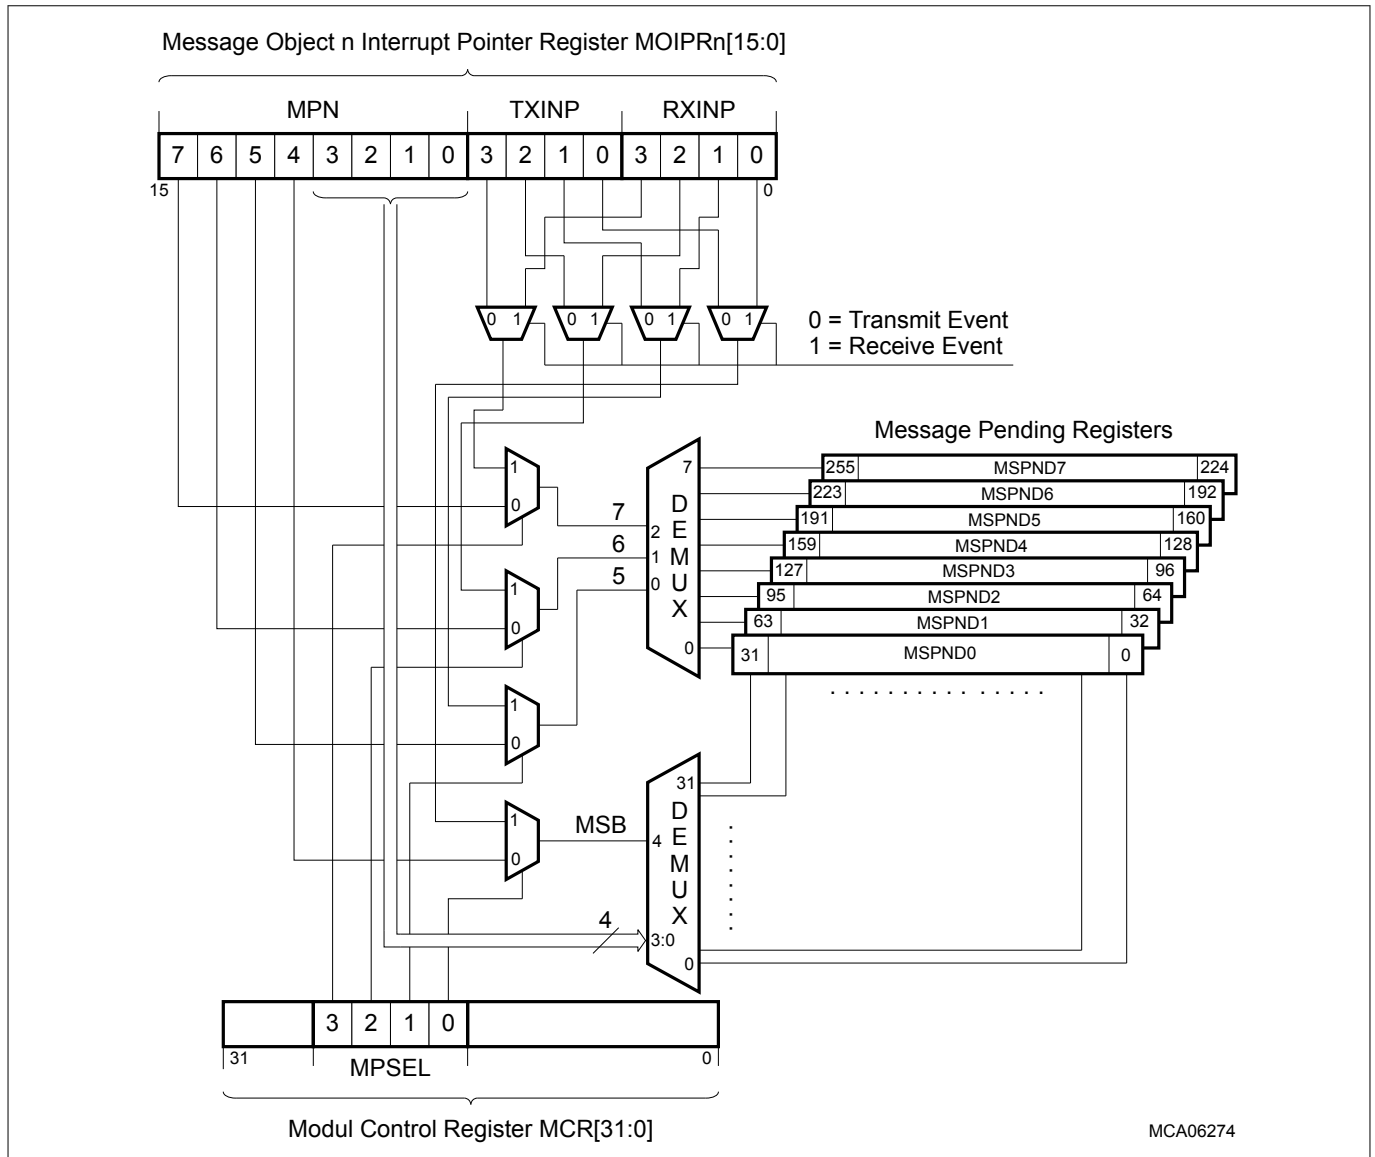 Message Object n Interrupt Pointer Register MOIPRn[15:0]
MPN TXINP RXINP
7 6 5 4 3 2 1 0 3 2 1 0 3 2 1 0
15 0
0 1 0 1 0 1 0 1
0 = Transmit Event
1 = Receive Event
Message Pending Registers
1
0
1
0
1
0
1
0
7
6
5
MSB
4
7
DEMUX
2
1
0
0
255 MSPND7 224
223 MSPND6 192
191 MSPND5 160
159 MSPND4 128
127 MSPND3 96
95 MSPND2 64
63 MSPND1 32
31 MSPND0 0
. . . . . . . . . . . . . . .
31
DEMUX
4
3:0
0
3 2 1 0
31 0
MPSEL
Modul Control Register MCR[31:0]
MCA06274